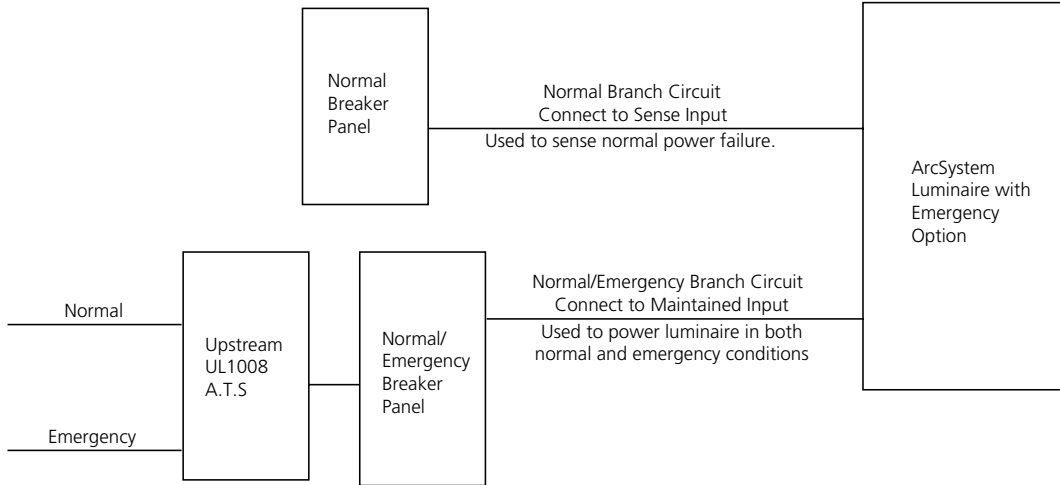 Normal
Breaker
Panel
Normal Branch Circuit
Connect to Sense Input
Used to sense normal power failure.
ArcSystem
Luminaire with
Emergency
Option
Normal
Emergency
Upstream
UL1008
A.T.S
Normal/
Emergency
Breaker
Panel
Normal/Emergency Branch Circuit
Connect to Maintained Input
Used to power luminaire in both
normal and emergency conditions